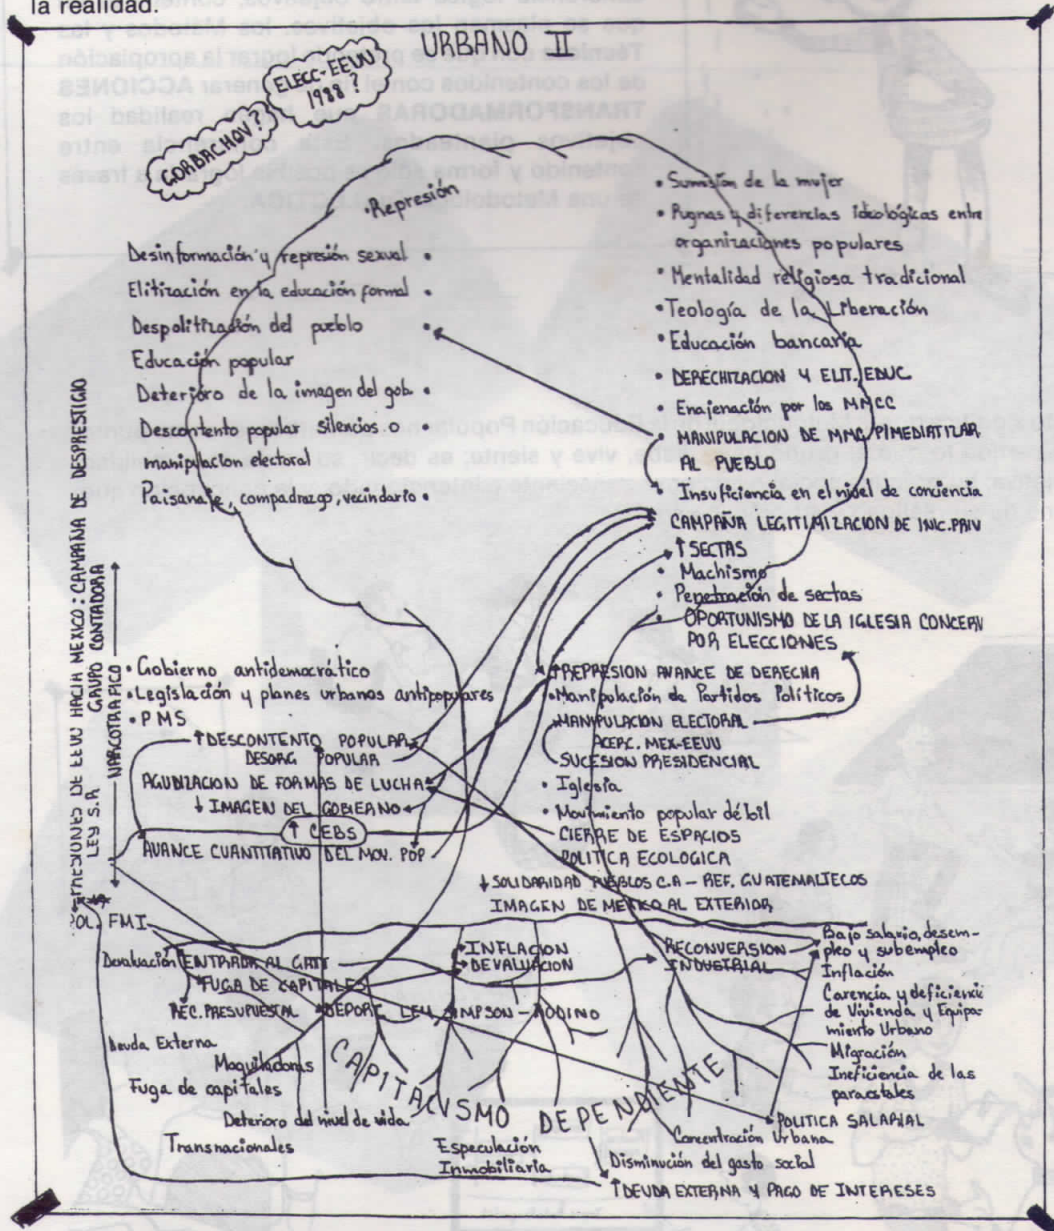 la realidad.
URBANO II
GORBACHOV?
ELECC-EEUU
1988?
• Represión
Desinformación y represión sexual •
Elitización en la educación formal •
Despolitización del pueblo •
Educación popular
Deterioro de la imagen del gob. •
Descontento popular silencios o •
manipulación electoral
Paisanaje, compadrazgo, vecindario •
• Sumisión de la mujer
• Pugnas y diferencias ideológicas entre
organizaciones populares
• Mentalidad religiosa tradicional
• Teología de la Liberación
• Educación bancaria
• DERECHIZACION Y ELIT. EDUC.
• Enajenación por los MMCC
• MANIPULACION DE
AL PUEBLO
• Insuficiencia en el nidel de conciencia
CAMPAÑA LEGITIMIZACION DE INIC. PRIV
↑ SECTAS
• Machismo
• Penetración de sectas
• OPORTUNISMO DE LA IGLESIA CONCERV
POR ELECCIONES
PRESIONES DE EEUU HACIA MEXICO: CAMPAÑA DE DESPRESTIGIO
LEY S.R. GRUPO CONTADORA
NARCOTRAFICO
• Gobierno antidemocrático
• Legislación y planes urbanos antipopulares
• PMS
↑ DESCONTENTO POPULAR
DESORG POPULAR
AGUDIZACION DE FORMAS DE LUCHA
↓ IMAGEN DEL GOBIERNO
↑ CEBS
AVANCE CUANTITATIVO DEL MOV. POP
↑ REPRESION AVANCE DE DERECHA
• Manipulación de Partidos Políticos
MANIPULACION ELECTORAL
MEX-EEUU
SUCESION PRESIDENCIAL
• Iglesia
• Movimiento popular débil
CIERRE DE ESPACIOS
POLITICA ECOLOGICA
↓ SOLIDARIDAD PUEBLOS C.A - REF. GUATEMALTECOS
IMAGEN DE MEXICO AL EXTERIOR
POL. FMI
Devaluación ENTRADA AL GATT
FUGA DE CAPITALES
REC. PRESUPUESTAL
DEPORT. LEY SIMPSON-RODINO
↑ INFLACION
• DEVALUACION
RECONVERSION
INDUSTRIAL
Bajo salario, desem-
pleo y subempleo
Inflación
Carencia y deficienci
de Vivienda y Equipa-
miento Urbano
Migración
Ineficiencia de las
paraestatales
Deuda Externa
Maquiladoras
Fuga de capitales
Deterioro del nivel de vida
Transnacionales
CAPITALISMO DEPENDIENTE
Especulación
Inmobiliaria
• POLITICA SALARIAL
Concentración Urbana
Disminución del gasto social
↑ DEUDA EXTERNA Y PAGO DE INTERESES